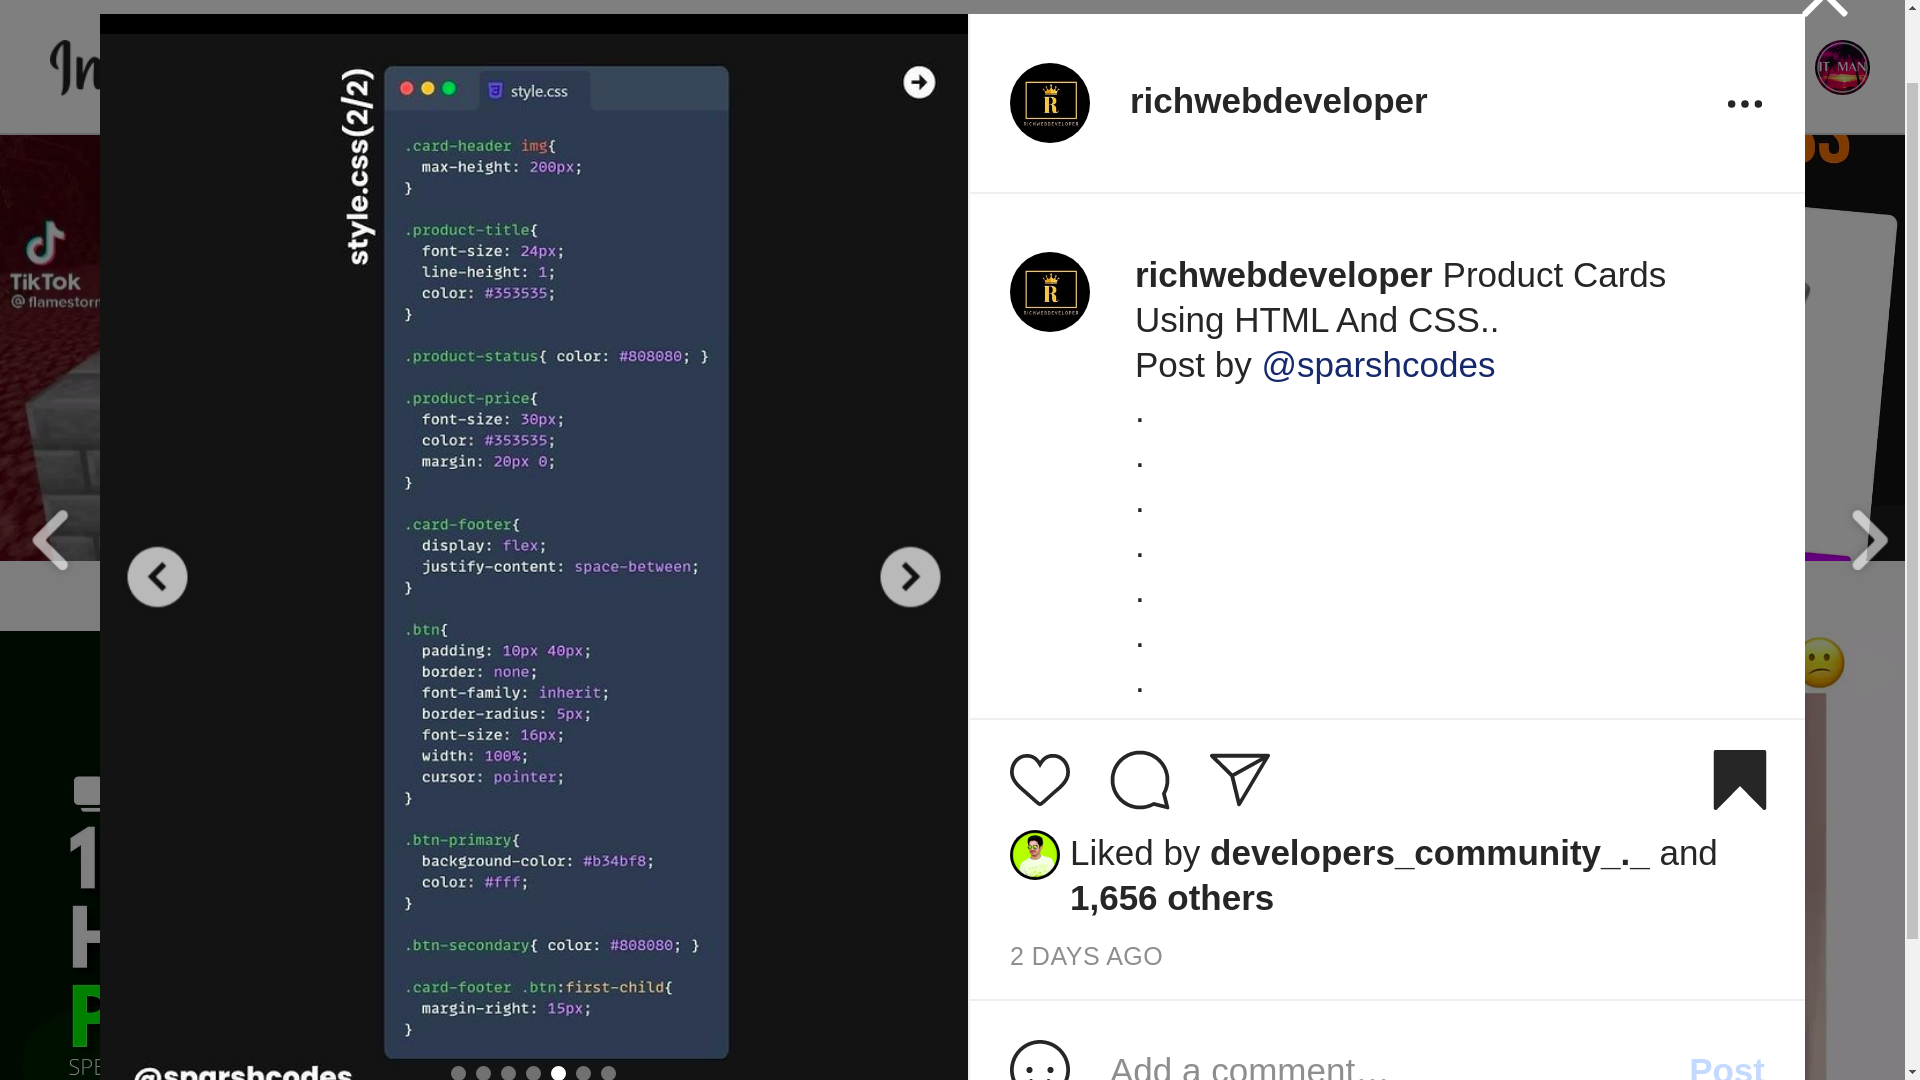 style.css(2/2)
style.css
.card-header img{
max-height: 200px;
}
.product-title{
font-size: 24px;
line-height: 1;
color: #353535;
}
.product-status{ color: #808080; }
.product-price{
font-size: 30px;
color: #353535;
margin: 20px 0;
}
.card-footer{
display: flex;
justify-content: space-between;
}
.btn{
padding: 10px 40px;
border: none;
font-family: inherit;
border-radius: 5px;
font-size: 16px;
width: 100%;
cursor: pointer;
}
.btn-primary{
background-color: #b34bf8;
color: #fff;
}
.btn-secondary{ color: #808080; }
.card-footer .btn:first-child{
margin-right: 15px;
}
@sparshcodes
richwebdeveloper
richwebdeveloper Product Cards
Using HTML And CSS..
Post by @sparshcodes
.
.
.
.
.
.
.
Liked by developers_community_._ and
1,656 others
2 DAYS AGO
Add a comment...
Post
TikTok
IT MAN
R
RICHWEBDEVELOPER
R
RICHWEBDEVELOPER